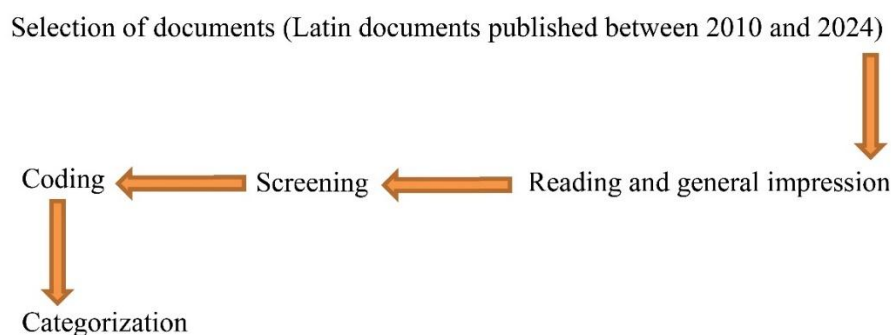 Selection of documents (Latin documents published between 2010 and 2024)
Coding Screening Reading and general impression
Categorization